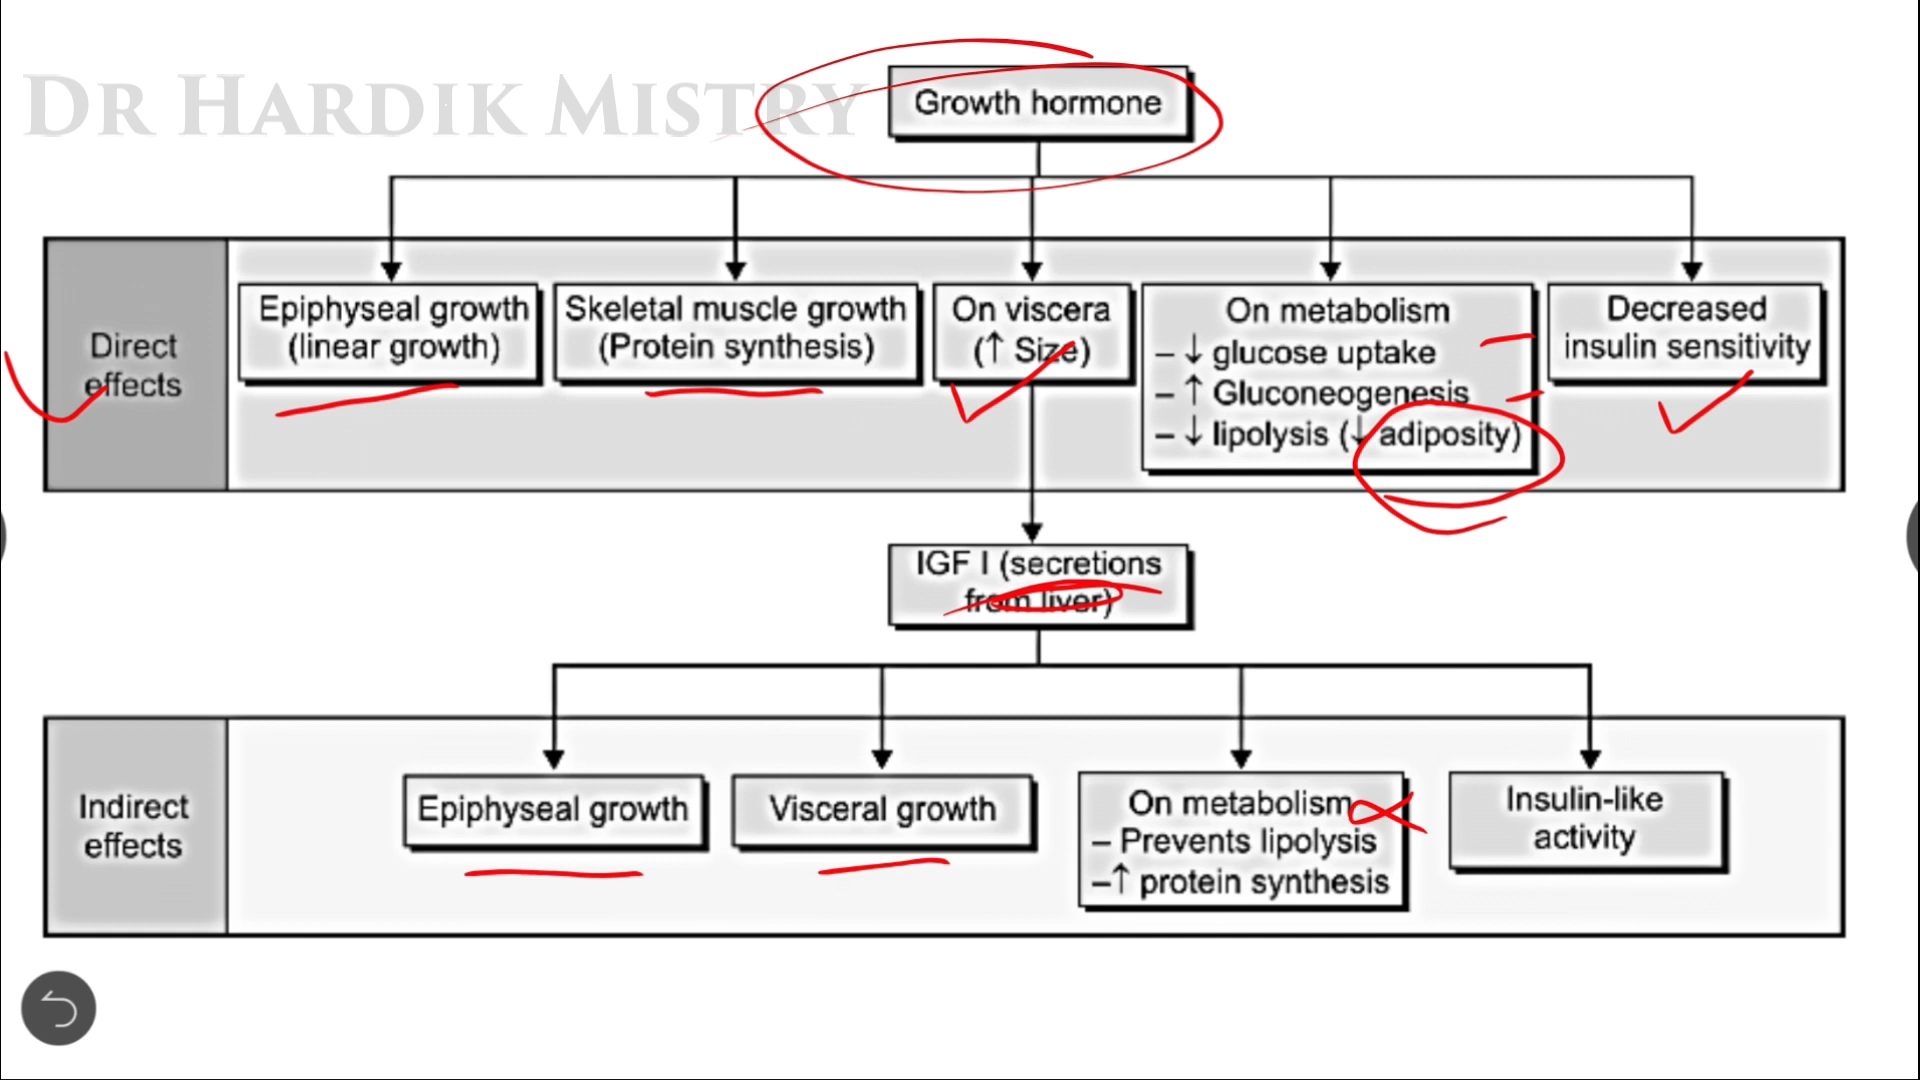 DR HARDIK MISTRY
Growth hormone
Direct
effects
Epiphyseal growth
(linear growth)
Skeletal muscle growth
(Protein synthesis)
On viscera
(↑ Size)
On metabolism
– ↓ glucose uptake
– ↑ Gluconeogenesis
– ↓ lipolysis (↓ adiposity)
Decreased
insulin sensitivity
IGF I (secretions
from liver)
Indirect
effects
Epiphyseal growth
Visceral growth
On metabolism
– Prevents lipolysis
–↑ protein synthesis
Insulin-like
activity